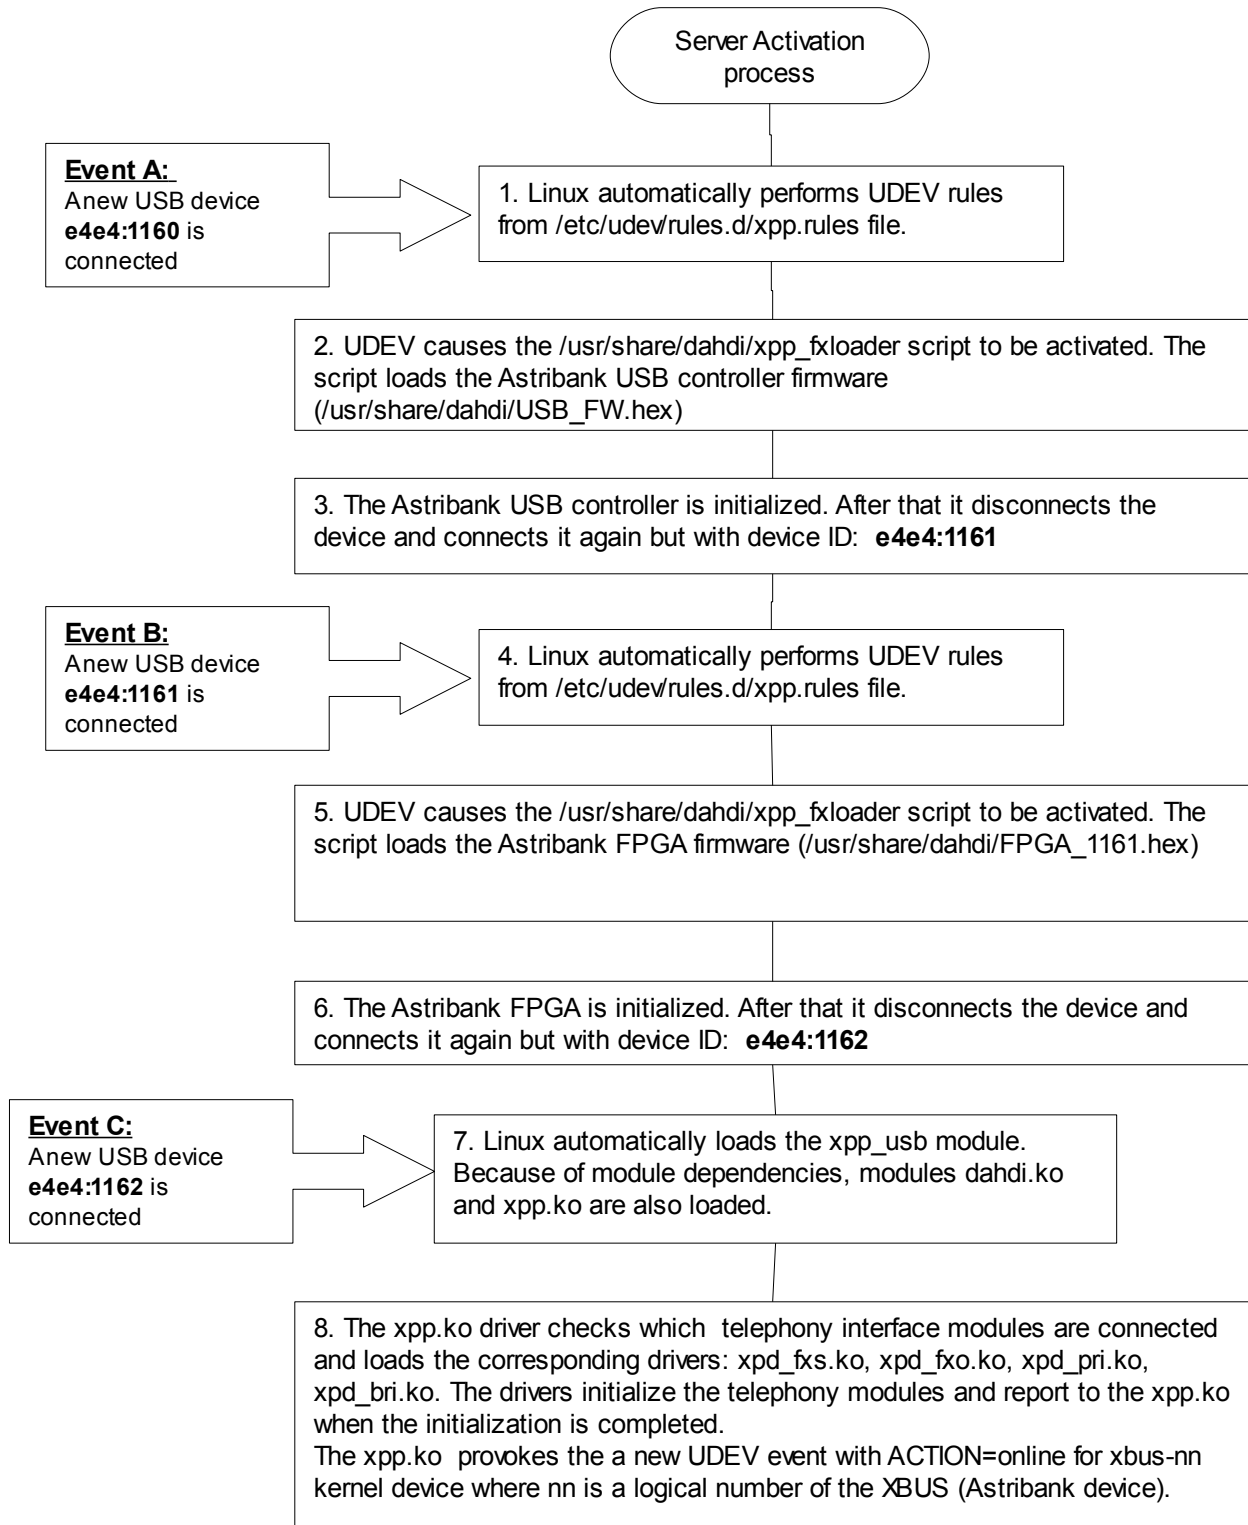 Server Activation
process
Event A:
Anew USB device
e4e4:1160 is
connected
1. Linux automatically performs UDEV rules
from /etc/udev/rules.d/xpp.rules file.
2. UDEV causes the /usr/share/dahdi/xpp_fxloader script to be activated. The
script loads the Astribank USB controller firmware
(/usr/share/dahdi/USB_FW.hex)
3. The Astribank USB controller is initialized. After that it disconnects the
device and connects it again but with device ID:  e4e4:1161
Event B:
Anew USB device
e4e4:1161 is
connected
4. Linux automatically performs UDEV rules
from /etc/udev/rules.d/xpp.rules file.
5. UDEV causes the /usr/share/dahdi/xpp_fxloader script to be activated. The
script loads the Astribank FPGA firmware (/usr/share/dahdi/FPGA_1161.hex)
6. The Astribank FPGA is initialized. After that it disconnects the device and
connects it again but with device ID:  e4e4:1162
Event C:
Anew USB device
e4e4:1162 is
connected
7. Linux automatically loads the xpp_usb module.
Because of module dependencies, modules dahdi.ko
and xpp.ko are also loaded.
8. The xpp.ko driver checks which  telephony interface modules are connected
and loads the corresponding drivers: xpd_fxs.ko, xpd_fxo.ko, xpd_pri.ko,
xpd_bri.ko. The drivers initialize the telephony modules and report to the xpp.ko
when the initialization is completed.
The xpp.ko  provokes the a new UDEV event with ACTION=online for xbus-nn
kernel device where nn is a logical number of the XBUS (Astribank device).